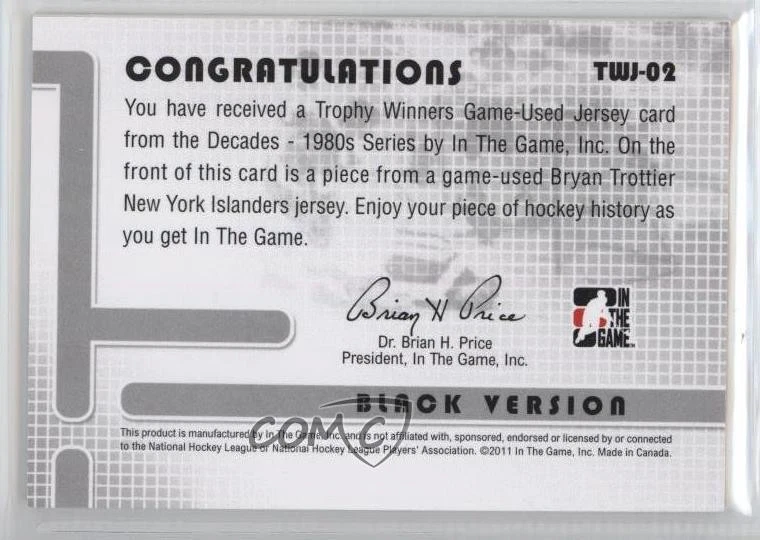 CONGRATULATIONS
TWJ-02
You have received a Trophy Winners Game-Used Jersey card
from the Decades - 1980s Series by In The Game, Inc. On the
front of this card is a piece from a game-used Bryan Trottier
New York Islanders jersey. Enjoy your piece of hockey history as
you get In The Game.
Brian H Price
IN
THE
GAME
Dr. Brian H. Price
President, In The Game, Inc.
BLACK VERSION
COMC
This product is manufactured by In The Game, Inc. and is not affiliated with, sponsored, endorsed or licensed by or connected
to the National Hockey League or National Hockey League Players' Association. ©2011 In The Game, Inc. Made in Canada.